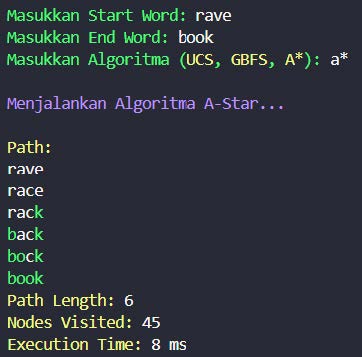 Masukkan Start Word: rave
Masukkan End Word: book
Masukkan Algoritma (UCS, GBFS, A*): a*
Menjalankan Algoritma A-Star...
Path:
rave
race
rack
back
bock
book
Path Length: 6
Nodes Visited: 45
Execution Time: 8 ms